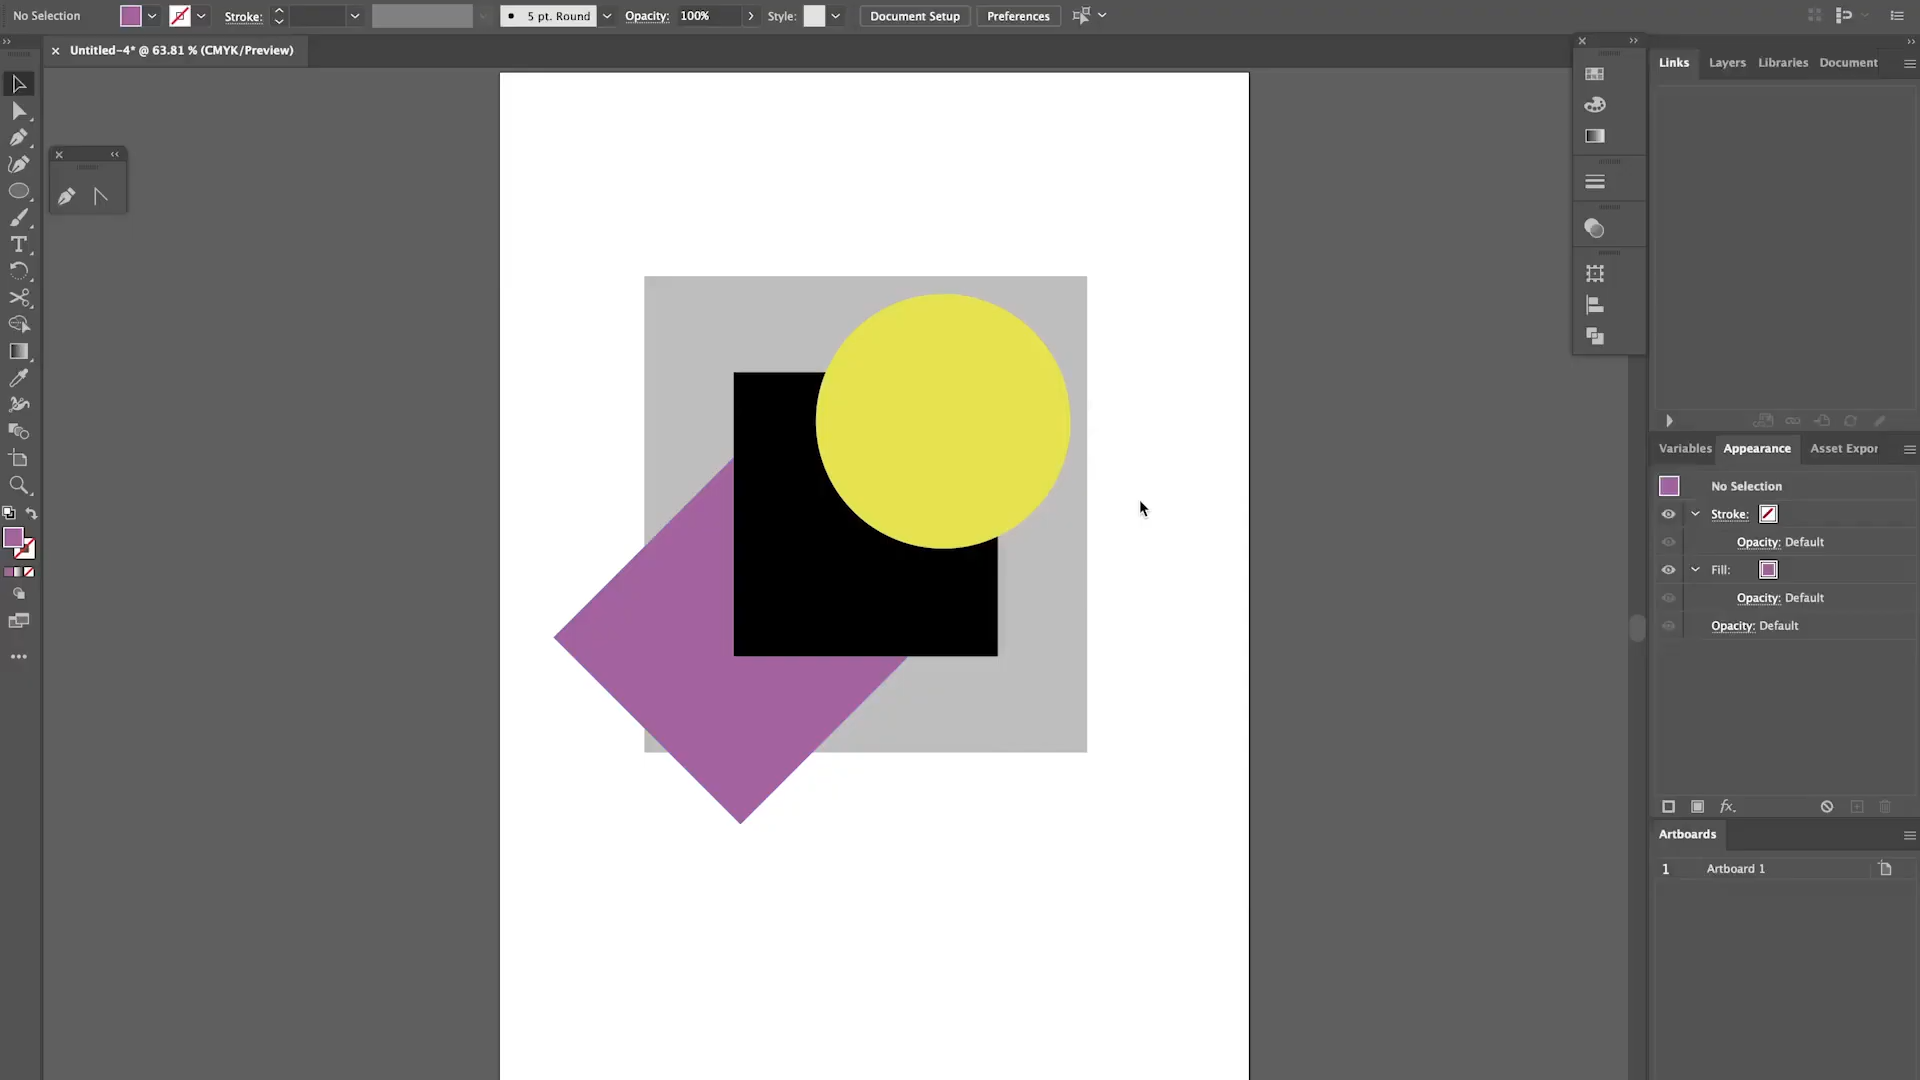 No Selection
Stroke:
5 pt. Round
Opacity: 100%
Style:
Document Setup
Preferences
Untitled-4* @ 63.81 % (CMYK/Preview)
Links
Layers
Libraries
Document
Variables
Appearance
Asset Expor
No Selection
Stroke:
Opacity: Default
Fill:
Opacity: Default
Opacity: Default
fx.
Artboards
1 Artboard 1